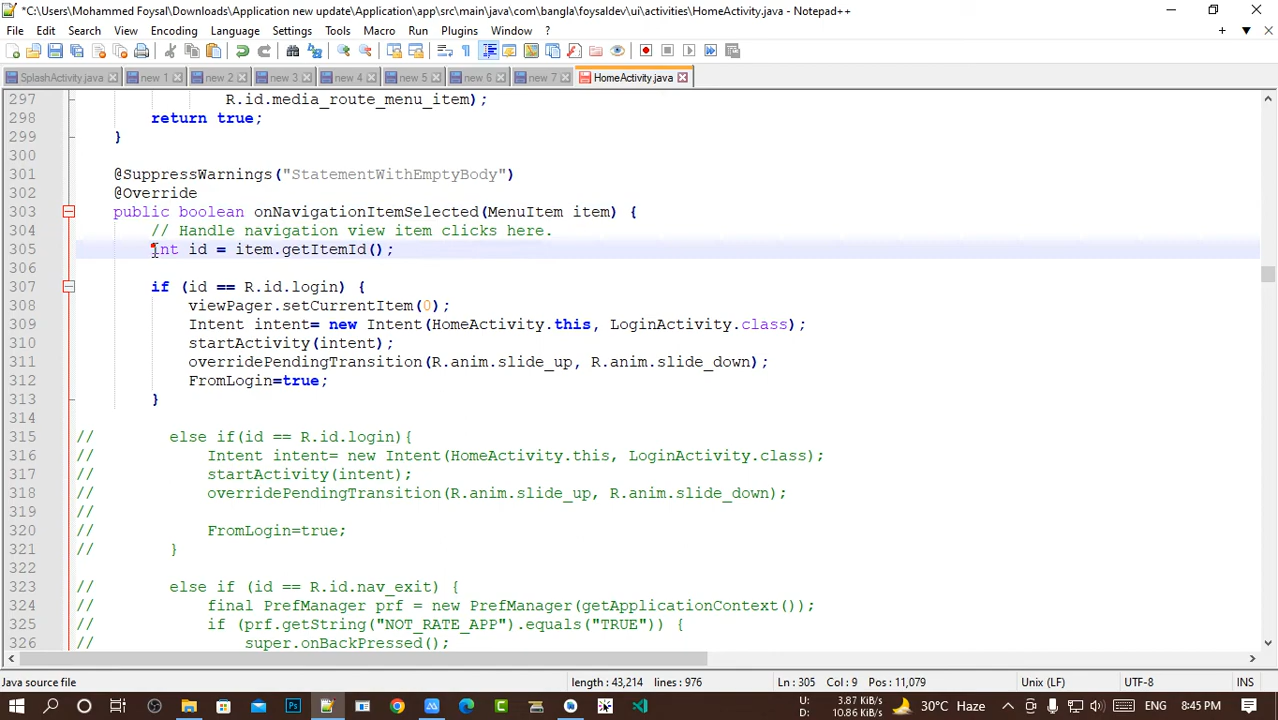 *C:\Users\Mohammed Foysal\Downloads\Application new update\Application\app\src\main\java\com\bangla\foysaldev\ui\activities\HomeActivity.java - Notepad++
File Edit Search View Encoding Language Settings Tools Macro Run Plugins Window ?
SplashActivity.java new 1 new 2 new 3 new 4 new 5 new 6 new 7 HomeActivity.java
297 R.id.media_route_menu_item);
298 return true;
299 }
300
301 @SuppressWarnings("StatementWithEmptyBody")
302 @Override
303 public boolean onNavigationItemSelected(MenuItem item) {
304 // Handle navigation view item clicks here.
305 int id = item.getItemId();
306
307 if (id == R.id.login) {
308 viewPager.setCurrentItem(0);
309 Intent intent= new Intent(HomeActivity.this, LoginActivity.class);
310 startActivity(intent);
311 overridePendingTransition(R.anim.slide_up, R.anim.slide_down);
312 FromLogin=true;
313 }
314
315 // else if(id == R.id.login){
316 // Intent intent= new Intent(HomeActivity.this, LoginActivity.class);
317 // startActivity(intent);
318 // overridePendingTransition(R.anim.slide_up, R.anim.slide_down);
319 //
320 // FromLogin=true;
321 // }
322
323 // else if (id == R.id.nav_exit) {
324 // final PrefManager prf = new PrefManager(getApplicationContext());
325 // if (prf.getString("NOT_RATE_APP").equals("TRUE")) {
326 // super.onBackPressed();
Java source file length : 43,214 lines : 976 Ln : 305 Col : 9 Pos : 11,079 Unix (LF) UTF-8 INS
U: 3.87 KiB/s
D: 10.86 KiB/s
30°C Haze ENG 8:45 PM